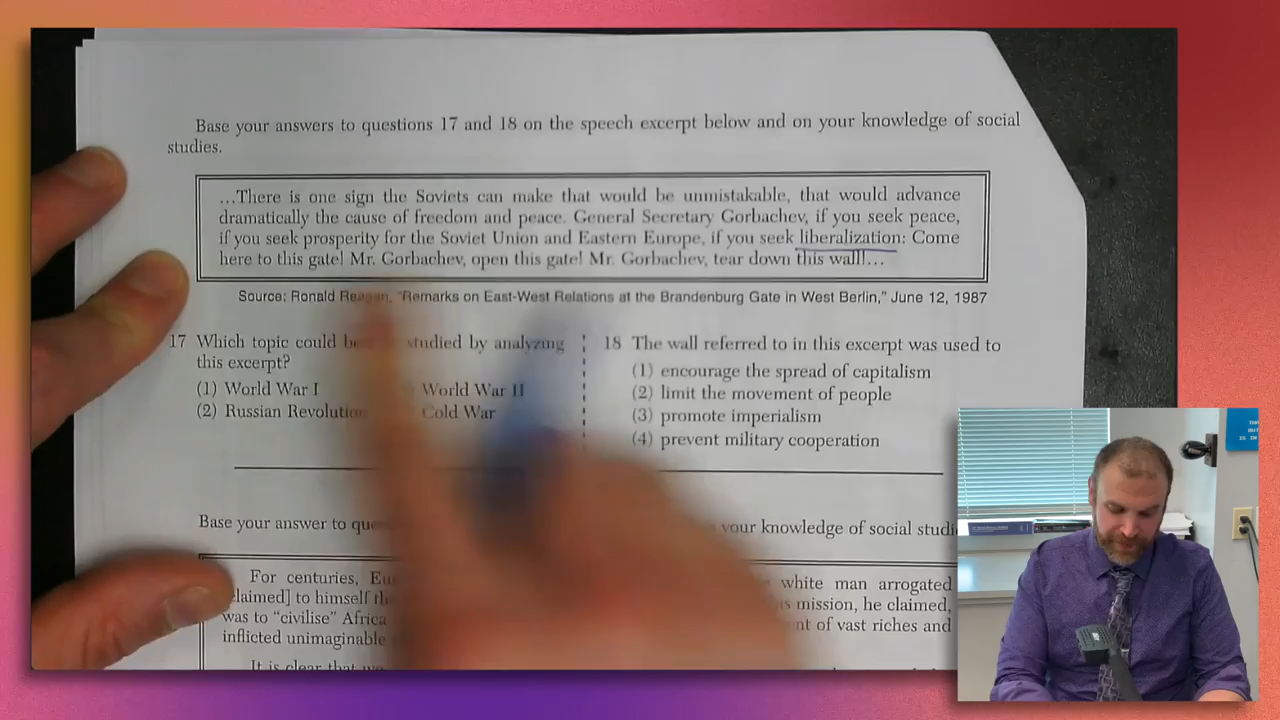 Base your answers to questions 17 and 18 on the speech excerpt below and on your knowledge of social
studies.
...There is one sign the Soviets can make that would be unmistakable, that would advance
dramatically the cause of freedom and peace. General Secretary Gorbachev, if you seek peace,
if you seek prosperity for the Soviet Union and Eastern Europe, if you seek liberalization: Come
here to this gate! Mr. Gorbachev, open this gate! Mr. Gorbachev, tear down this wall!...
Source: Ronald Reagan, "Remarks on East-West Relations at the Brandenburg Gate in West Berlin," June 12, 1987
17 Which topic could be studied by analyzing
this excerpt?
(1) World War I World War II
(2) Russian Revolution Cold War
18 The wall referred to in this excerpt was used to
(1) encourage the spread of capitalism
(2) limit the movement of people
(3) promote imperialism
(4) prevent military cooperation
Base your answer to your knowledge of social
For centuries, white man arrogated
claimed] to himself mission, he claimed,
was to "civilise" Africa of vast riches and
inflicted unimaginable
It is clear that